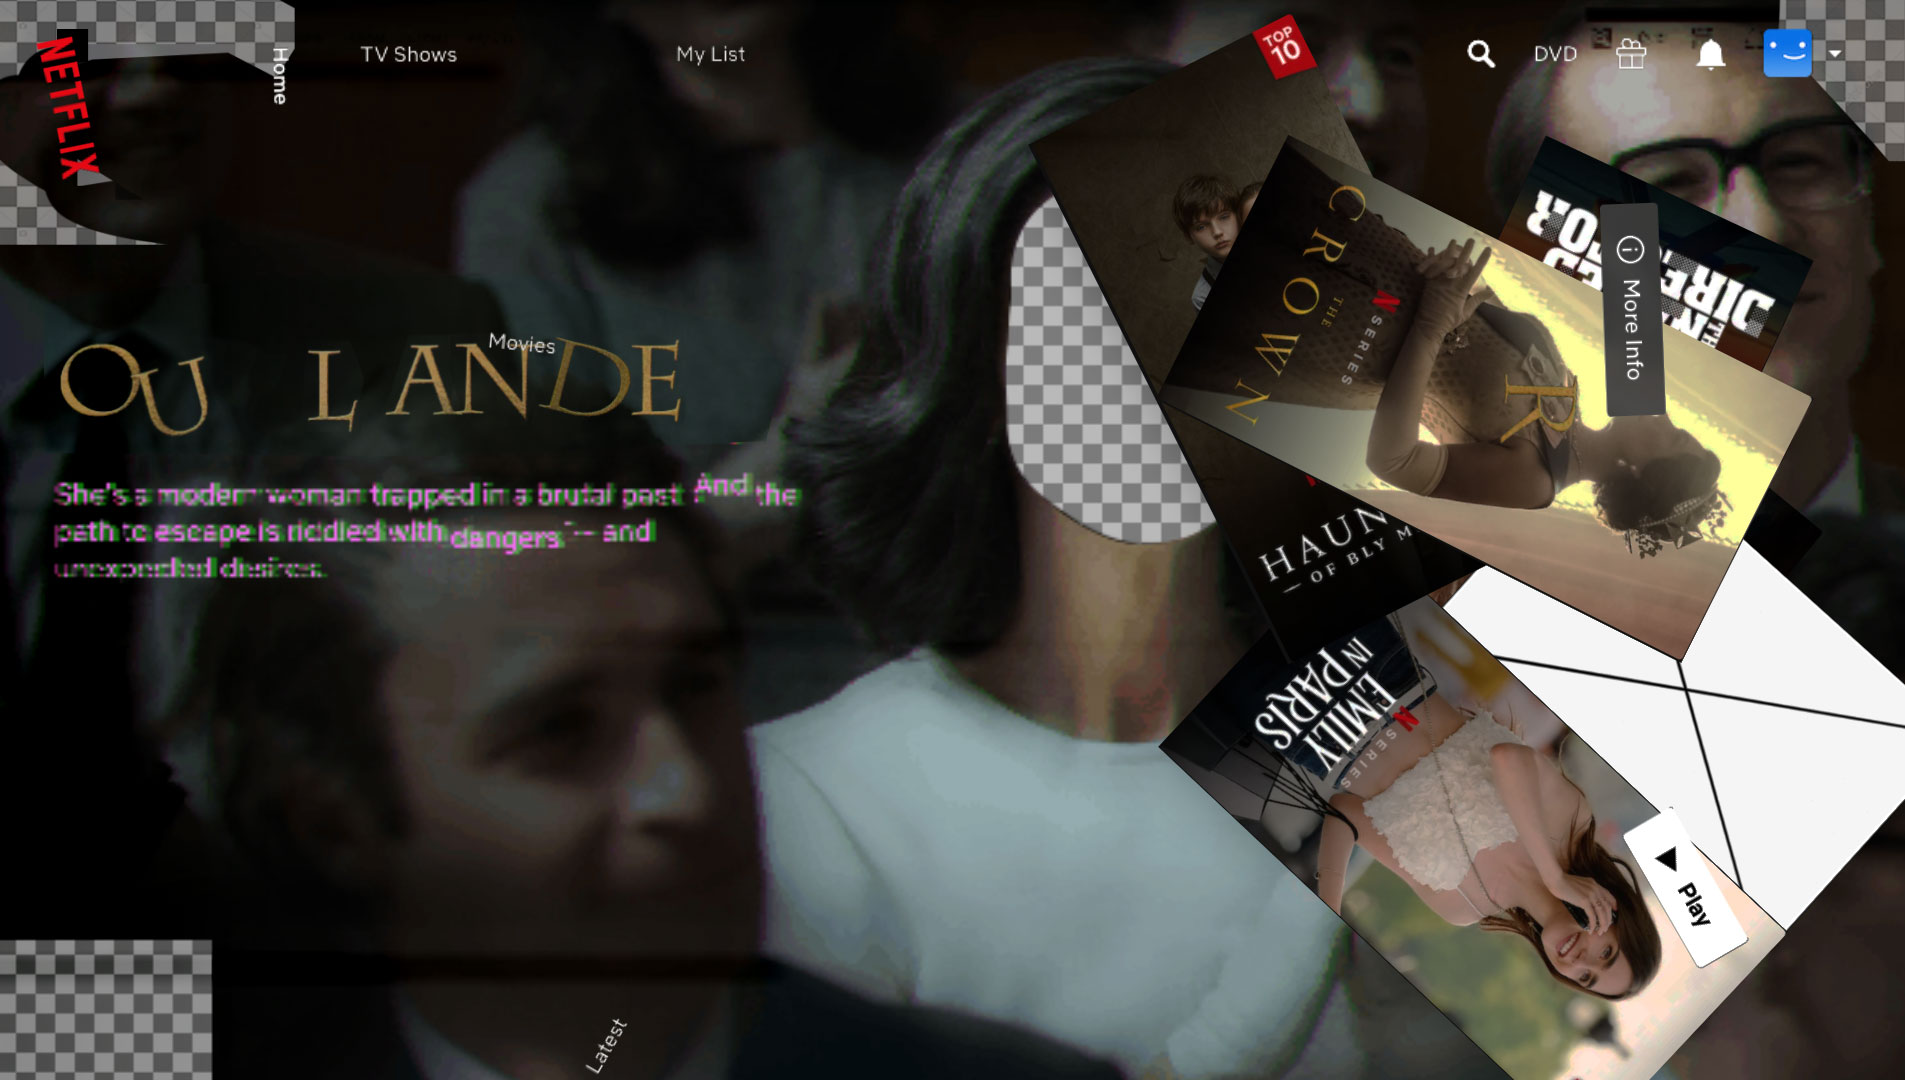 NETFLIX
Home
TV Shows
My List
DVD
TOP
10
Movies
OU L ANDE
R
She's a modern woman trapped in a brutal past. And the
path to escape is riddled with dangers -- and
unexpected desires.
THE
CROWN
N SERIES
More Info
HAUN
OF BLY M
EMILY
IN PARIS
N SERIES
Play
Latest